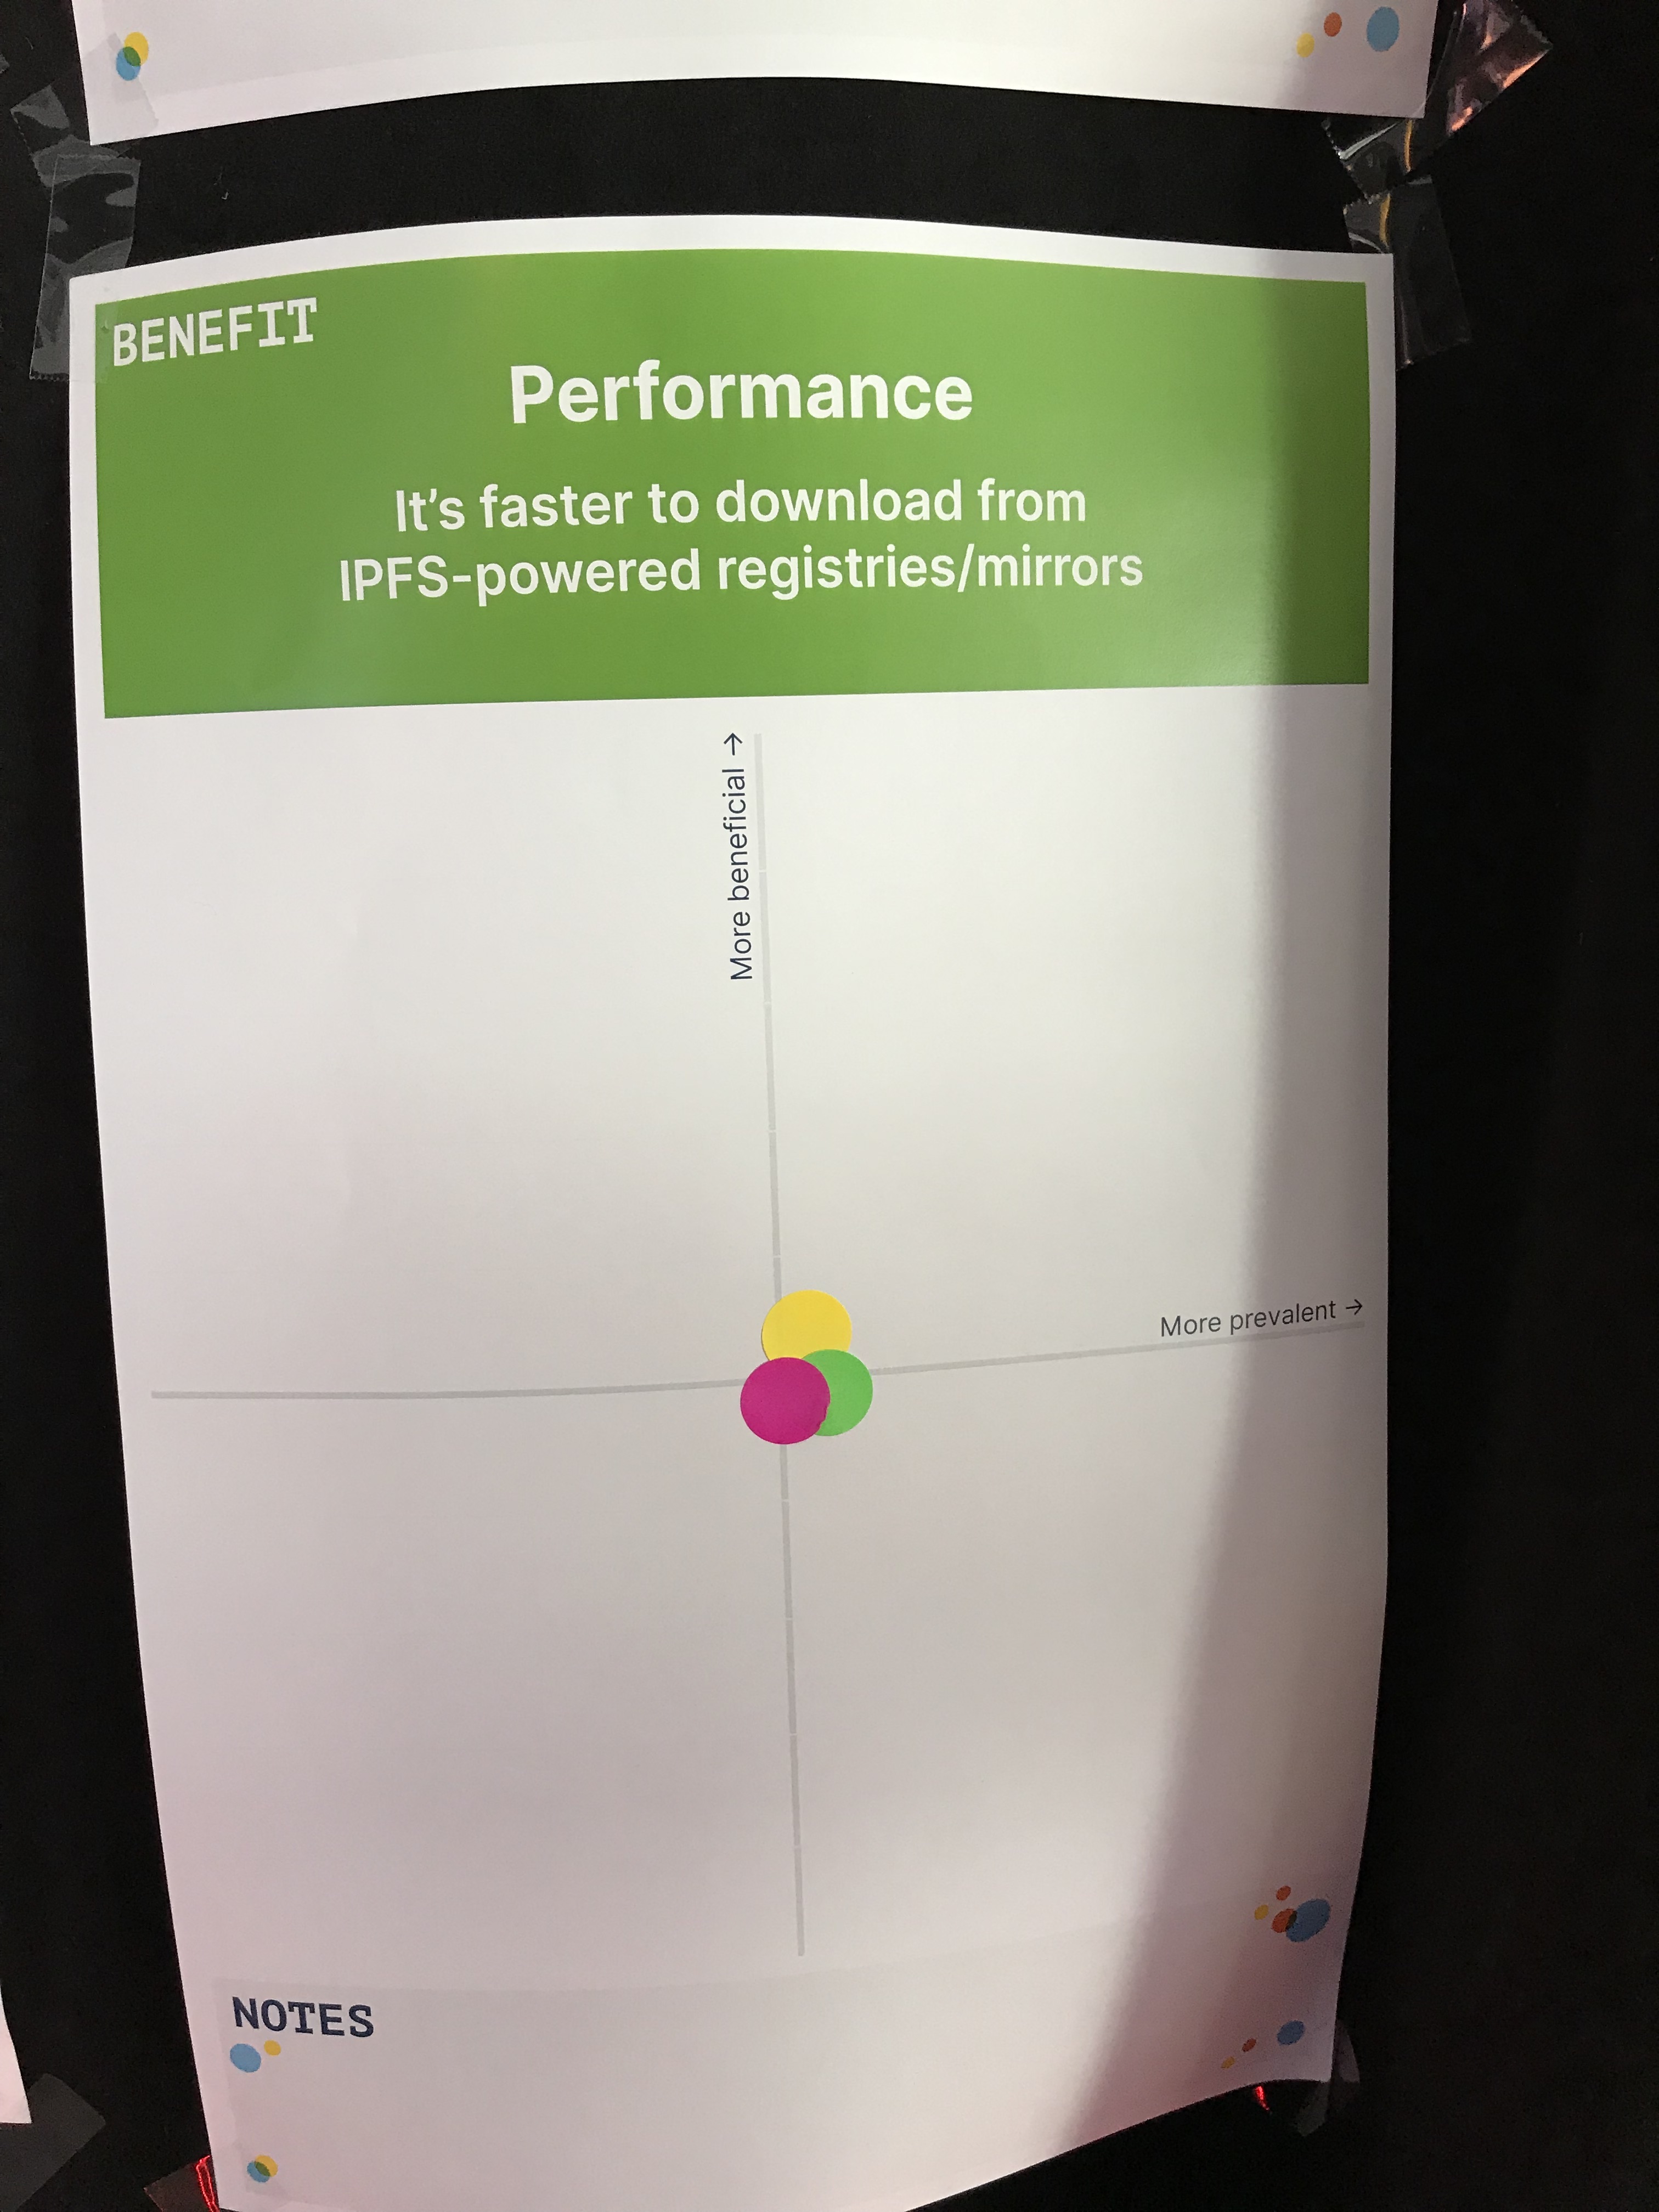 BENEFIT
Performance
It's faster to download from
IPFS-powered registries/mirrors
More beneficial →
More prevalent →
NOTES